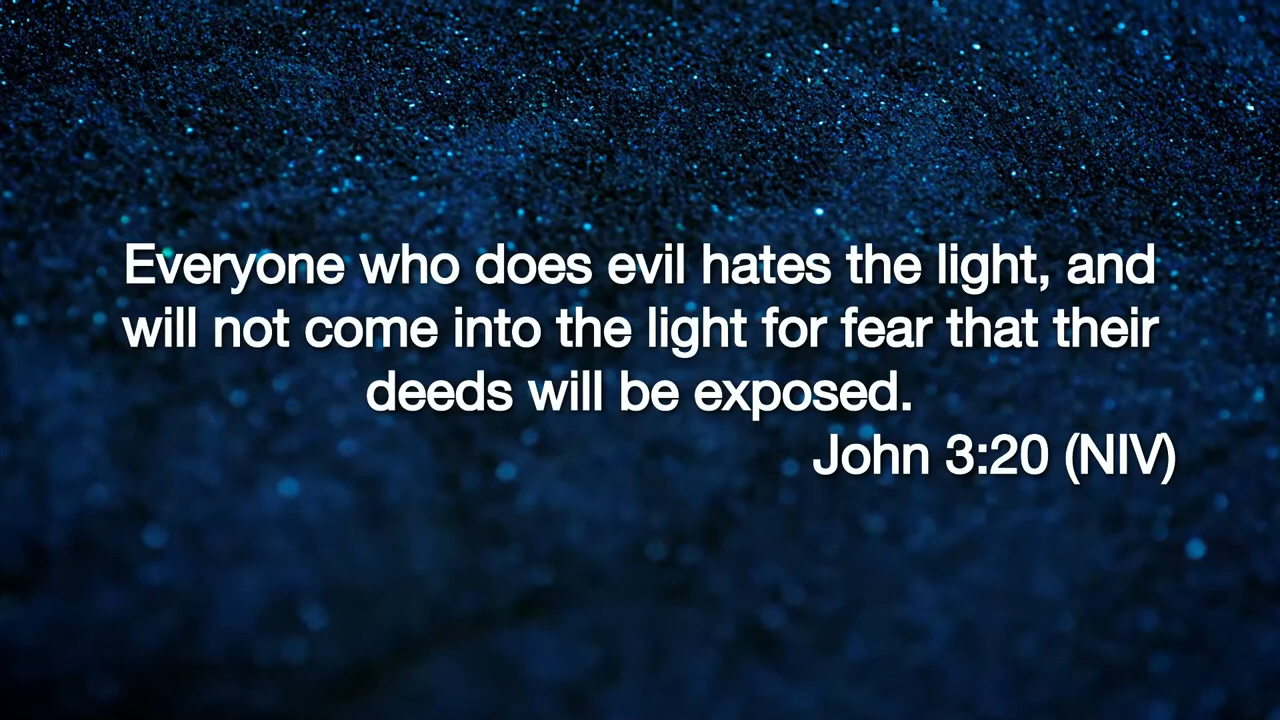 Everyone who does evil hates the light, and
will not come into the light for fear that their
deeds will be exposed.
John 3:20 (NIV)